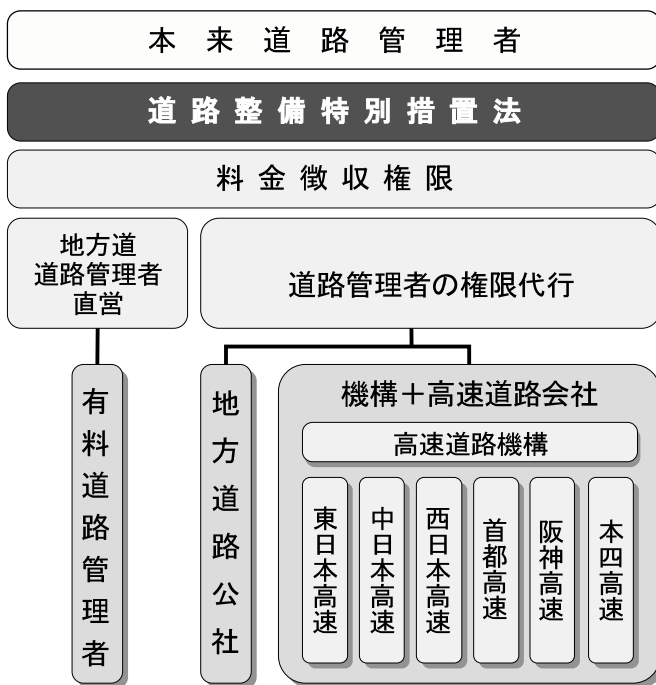 本来道路管理者
道路整備特別措置法
料金徴収権限
地方道
道路管理者
直営
道路管理者の権限代行
有料道路管理者
地方道路公社
機構＋高速道路会社
高速道路機構
東日本高速
中日本高速
西日本高速
首都高速
阪神高速
本四高速